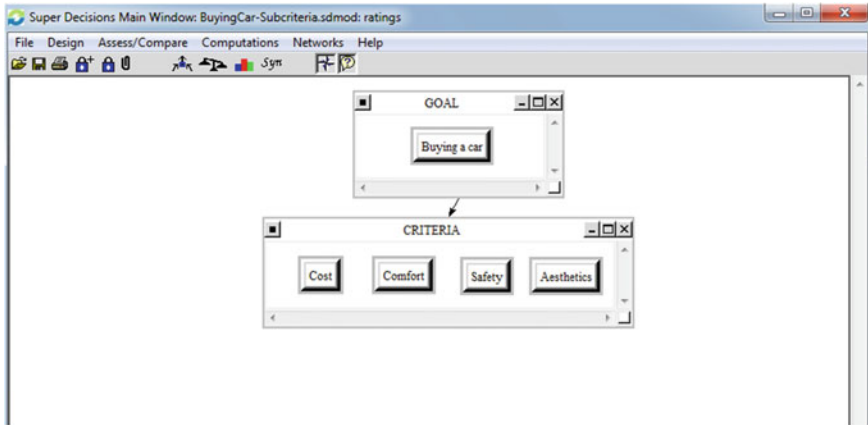 Super Decisions Main Window: BuyingCar-Subcriteria.sdmod: ratings
File Design Assess/Compare Computations Networks Help
Syn
GOAL
Buying a car
CRITERIA
Cost Comfort Safety Aesthetics